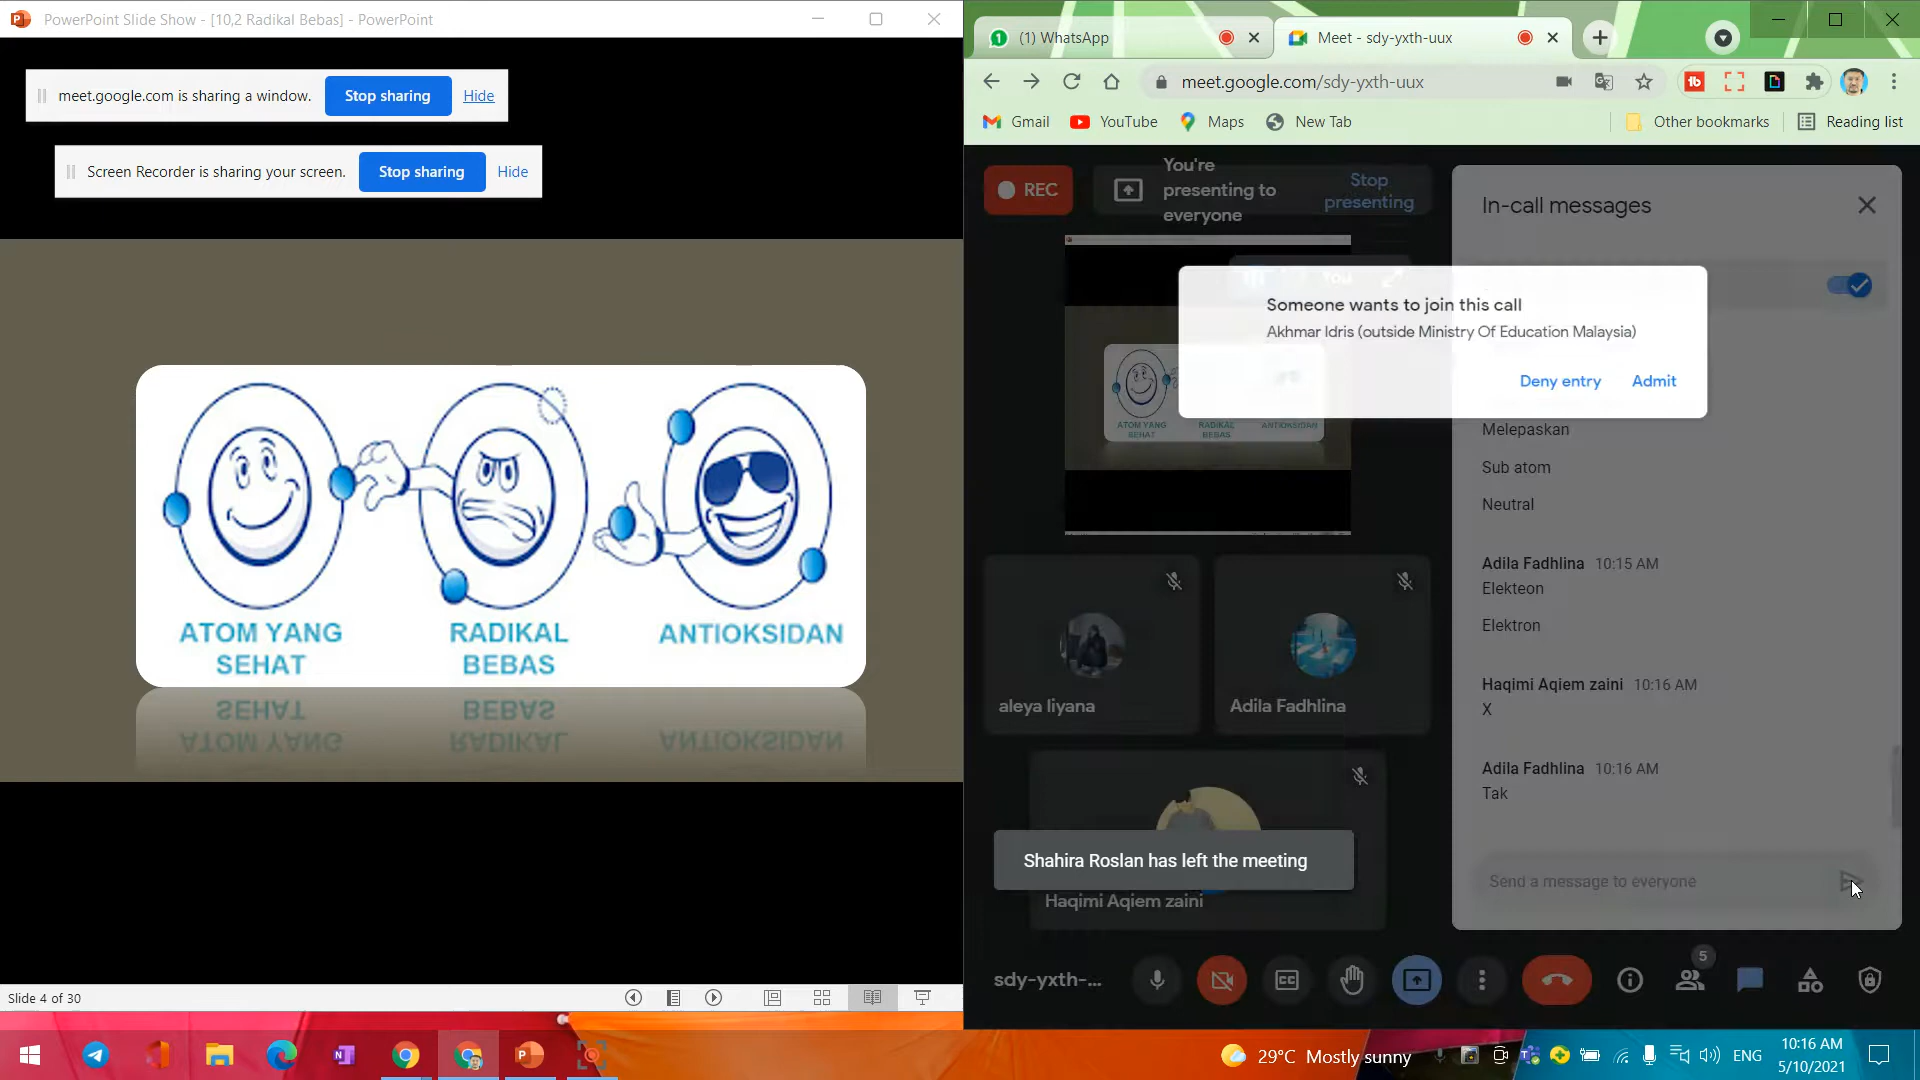 PowerPoint Slide Show - [10,2 Radikal Bebas] - PowerPoint
meet.google.com is sharing a window.
Stop sharing
Hide
Screen Recorder is sharing your screen.
Stop sharing
Hide
ATOM YANG
SEHAT
RADIKAL
BEBAS
ANTIOKSIDAN
Slide 4 of 30
(1) WhatsApp
Meet - sdy-yxth-uux
meet.google.com/sdy-yxth-uux
Gmail
YouTube
Maps
New Tab
Other bookmarks
Reading list
REC
You're
presenting to
everyone
Stop
presenting
In-call messages
You
Someone wants to join this call
Akhmar Idris (outside Ministry Of Education Malaysia)
Deny entry
Admit
ATOM YANG
SEHAT
RADIKAL
BEBAS
ANTIOKSIDAN
Melepaskan
Sub atom
Neutral
Adila Fadhlina 10:15 AM
Elekteon
Elektron
Haqimi Aqiem zaini 10:16 AM
X
Adila Fadhlina 10:16 AM
Tak
aleya liyana
Adila Fadhlina
Shahira Roslan has left the meeting
Haqimi Aqiem zaini
Send a message to everyone
sdy-yxth-...
5
29°C Mostly sunny
ENG
10:16 AM
5/10/2021